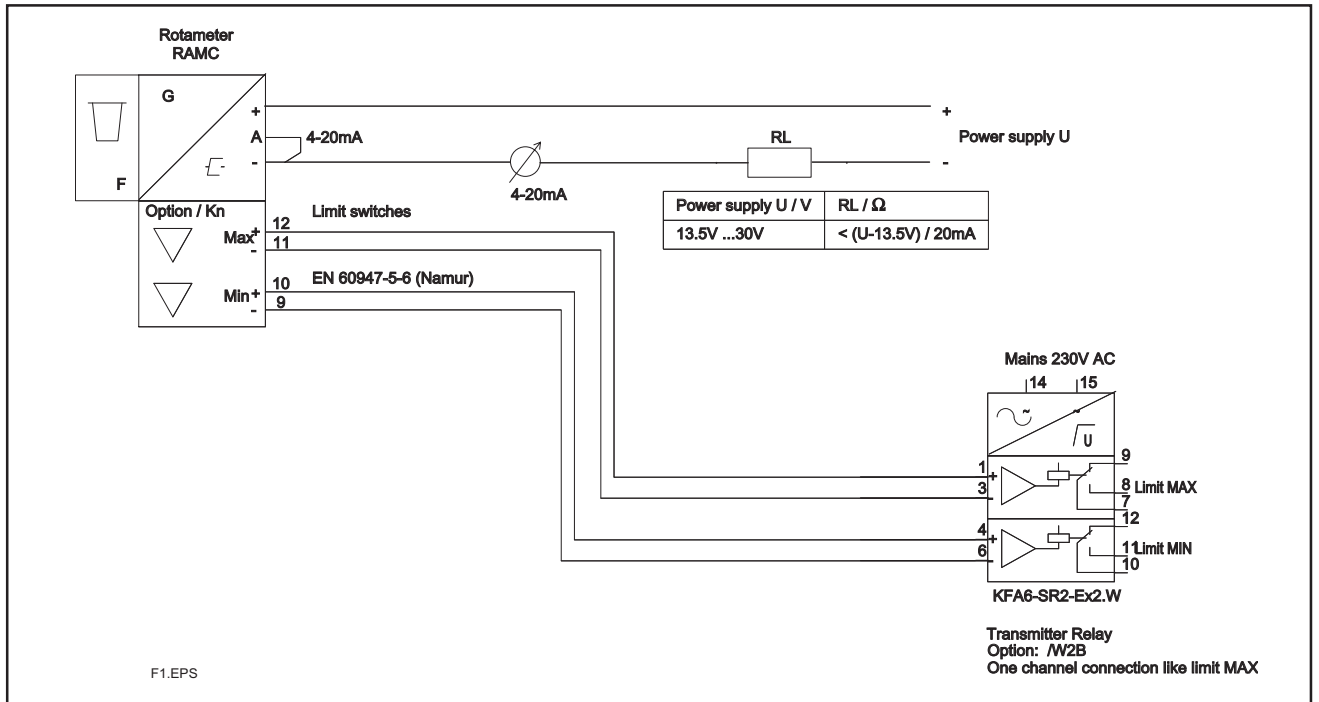 Rotameter
RAMC
G
F
+
A
-
4-20mA
4-20mA
RL
+
-
Power supply U
Power supply U / V RL / Ω
13.5V ...30V < (U-13.5V) / 20mA
Option / Kn
Limit switches
Max + 12
- 11
EN 60947-5-6 (Namur)
Min + 10
- 9
Mains 230V AC
14 15
~ ~
U
1 +
3 -
9
8 Limit MAX
7
4 +
6 -
12
11 Limit MIN
10
KFA6-SR2-Ex2.W
Transmitter Relay
Option: /W2B
One channel connection like limit MAX
F1.EPS